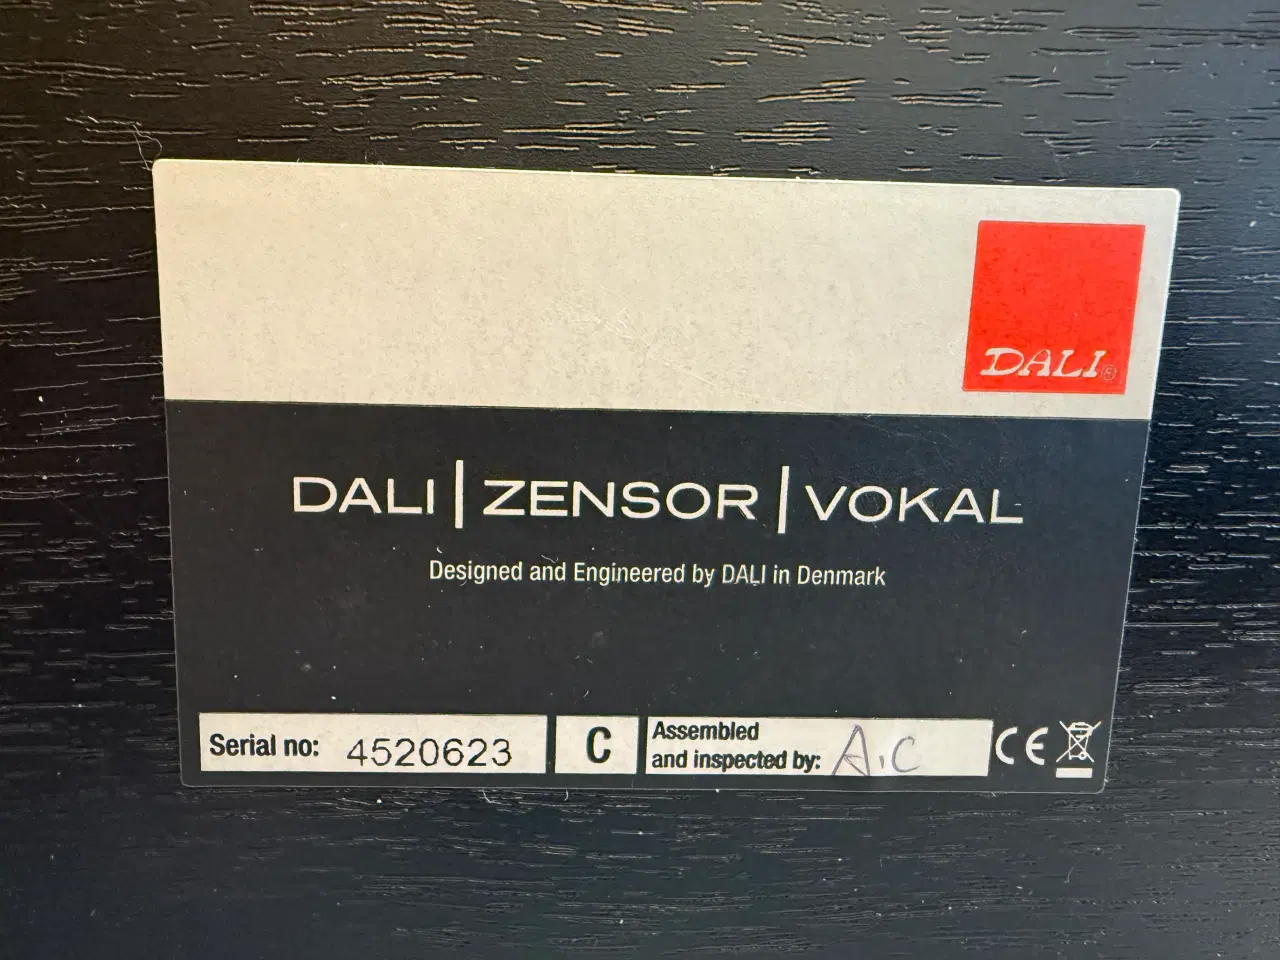 DALI®
DALI | ZENSOR | VOKAL
Designed and Engineered by DALI in Denmark
Serial no: 4520623
C
Assembled
and inspected by: A.C
CE